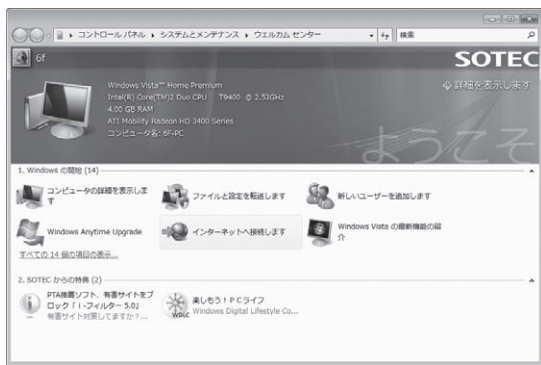 コントロール パネル ▸ システムとメンテナンス ▸ ウエルカム センター
検索
6f
SOTEC
Windows Vista™ Home Premium
詳細を表示します
Intel(R) Core(TM)2 Duo CPU T9400 @ 2.53GHz
4.00 GB RAM
ATI Mobility Radeon HD 3400 Series
コンピュータ名: 6F-PC
ようこそ
1. Windows の開始 (14)
コンピュータの詳細を表示しま
す
ファイルと設定を転送します
新しいユーザーを追加します
Windows Anytime Upgrade
インターネットへ接続します
Windows Vista の最新機能の紹
介
すべての 14 個の項目の表示...
2. SOTEC からの特典 (2)
PTA推薦ソフト、有害サイトをブ
ロック「i -フィルター 5.0」
有害サイト対策してますか？...
楽しもう！ＰＣライフ
Windows Digital Lifestyle Co...
WDLC